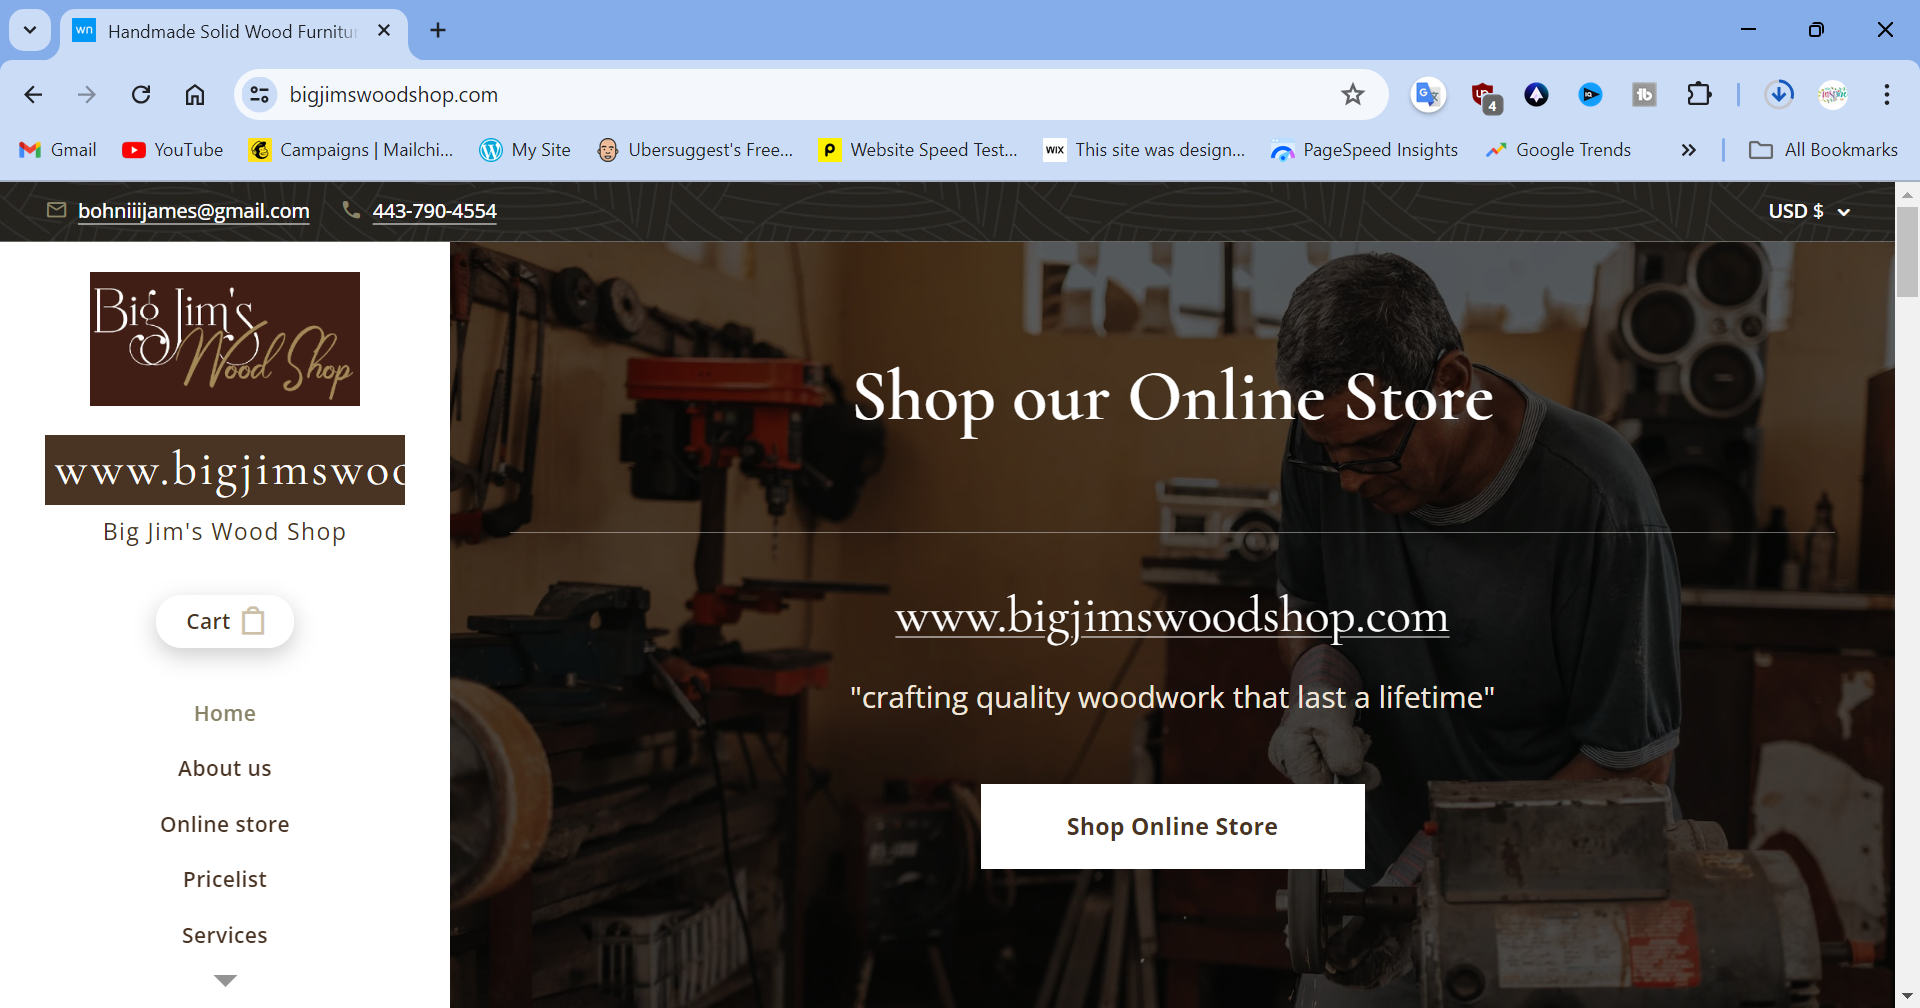 wn Handmade Solid Wood Furnitu
bigjimswoodshop.com
4
Gmail YouTube Campaigns | Mailchi... My Site Ubersuggest's Free... Website Speed Test... WIX This site was design... PageSpeed Insights Google Trends All Bookmarks
bohniiijames@gmail.com 443-790-4554 USD $
Big Jim's
Wood Shop
www.bigjimswoo
Big Jim's Wood Shop
Cart
Home
About us
Online store
Pricelist
Services
Shop our Online Store
www.bigjimswoodshop.com
"crafting quality woodwork that last a lifetime"
Shop Online Store